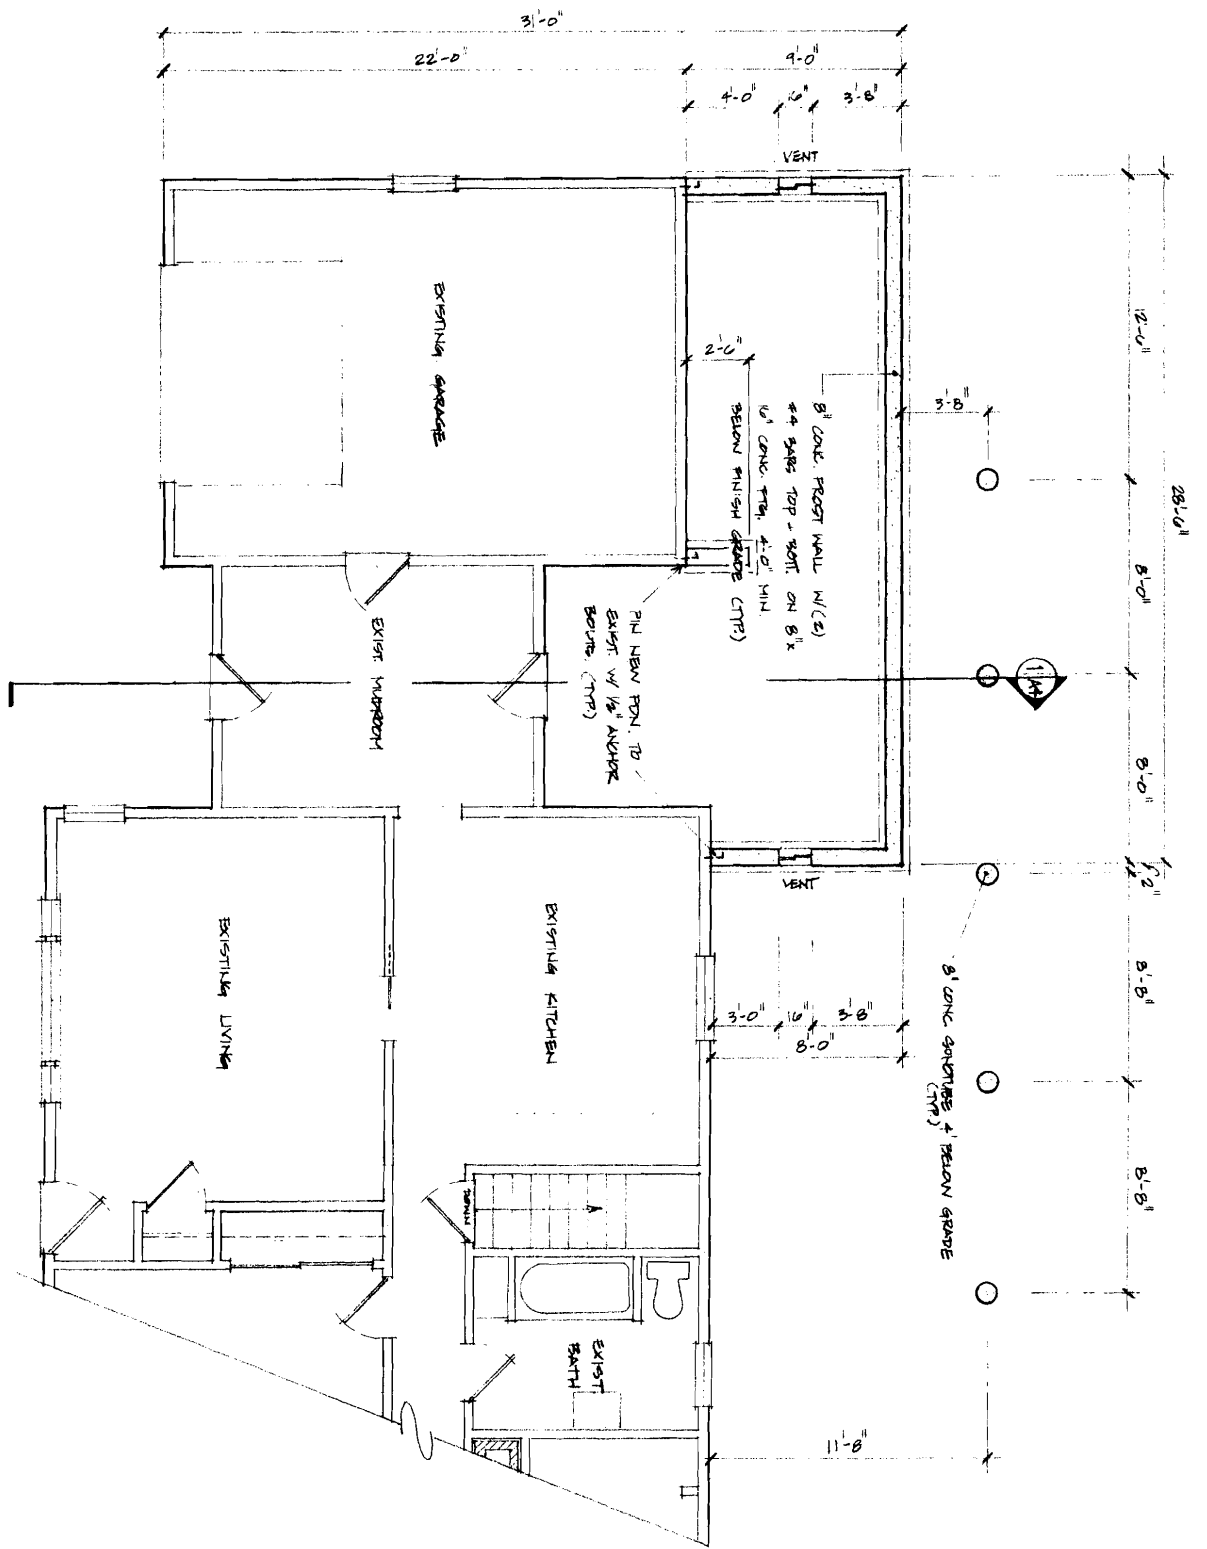 31'-0"
22'-0"
9'-0"
4'-0"
16"
3'-8"
VENT
12'-6"
28'-6"
8'-0"
8'-0"
2"
8'-8"
8'-8"
EXISTING GARAGE
2'-6"
3'-8"
8" CONC. FROST WALL W/(2)
#4 BARS TOP + BOTT. ON 8"x
16" CONC. FTG. 4'-0" MIN.
BELOW FINISH GRADE (TYP.)
PIN NEW FDN. TO
EXIST. W/ 1/2" ANCHOR
BOLTS. (TYP.)
EXIST. MUDROOM
1
A4
VENT
3'-0"
16"
3'-8"
8'-0"
8" CONC. SONOTUBE 4' BELOW GRADE
(TYP.)
EXISTING KITCHEN
EXISTING LIVING
DOWN
EXIST
BATH
11'-8"